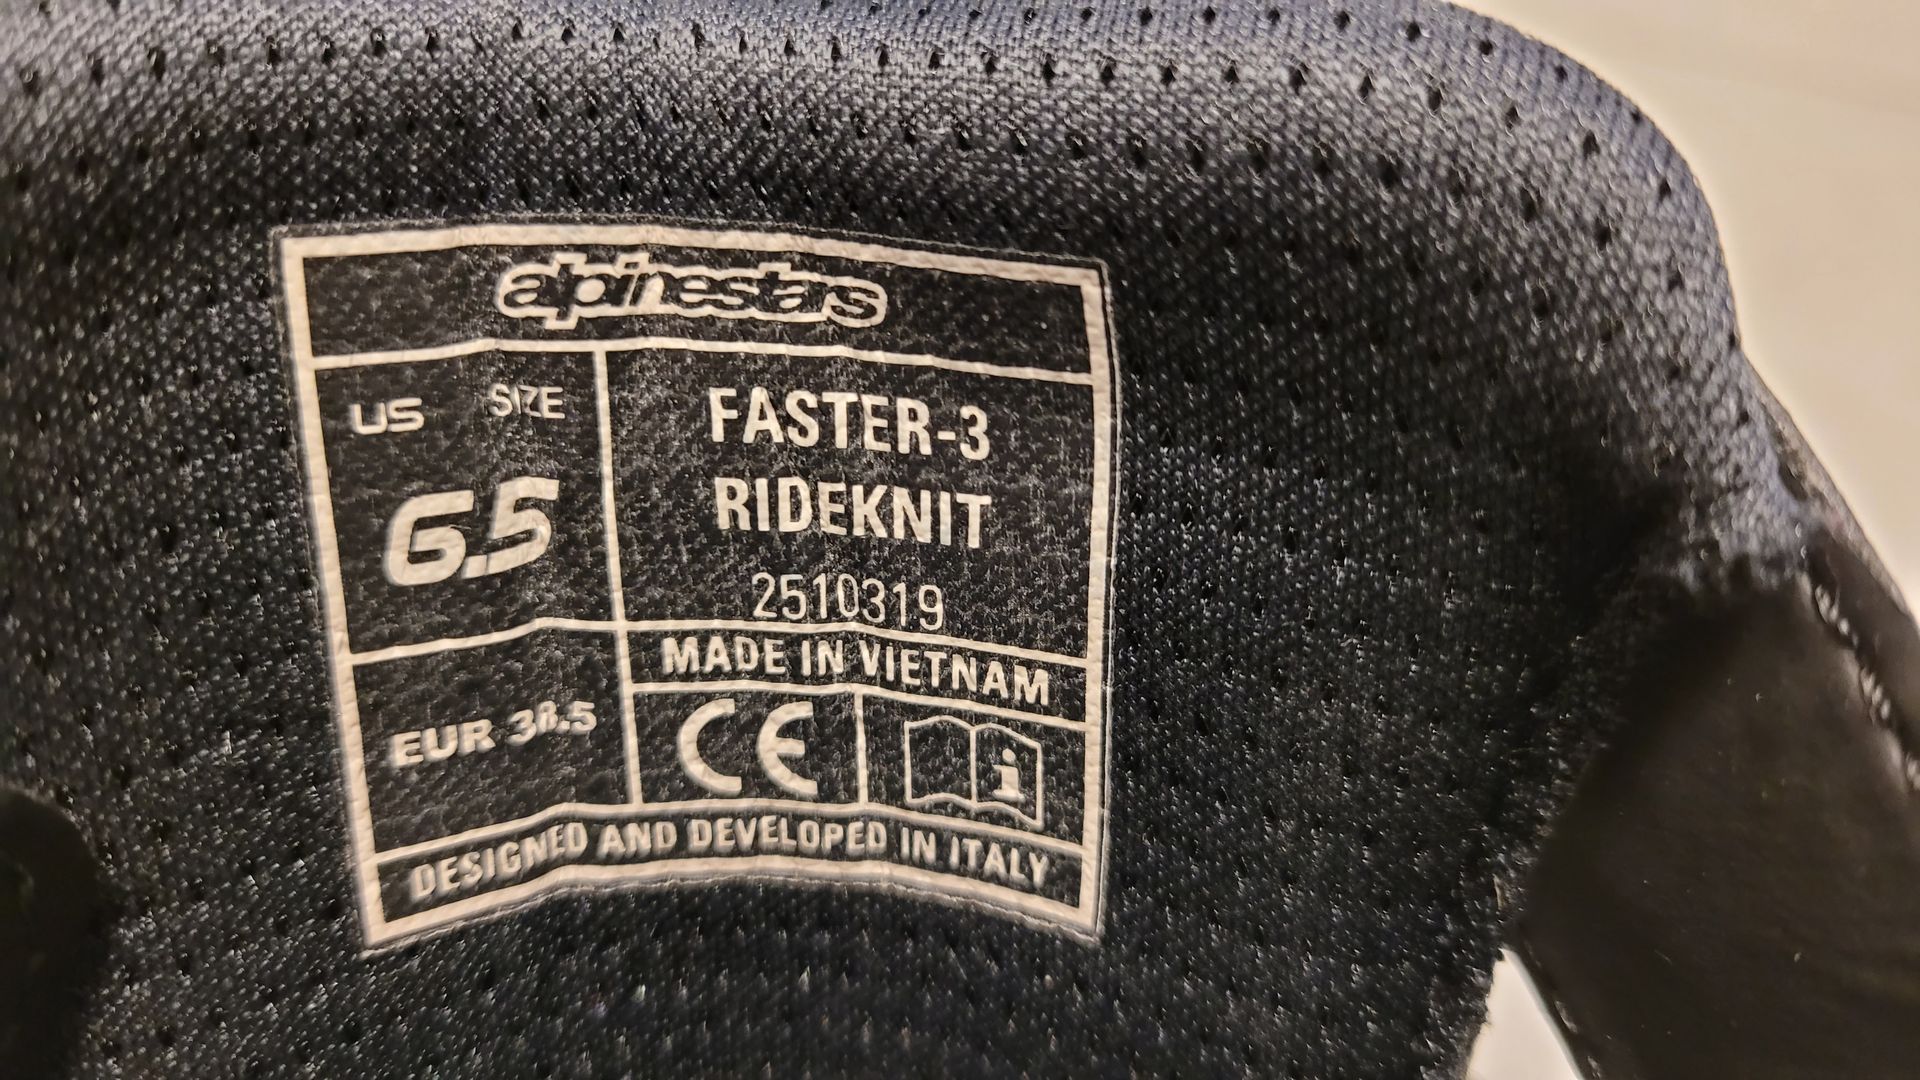 alpinestars
US SIZE
6.5
FASTER-3
RIDEKNIT
2510319
MADE IN VIETNAM
EUR 38.5
CE
i
DESIGNED AND DEVELOPED IN ITALY